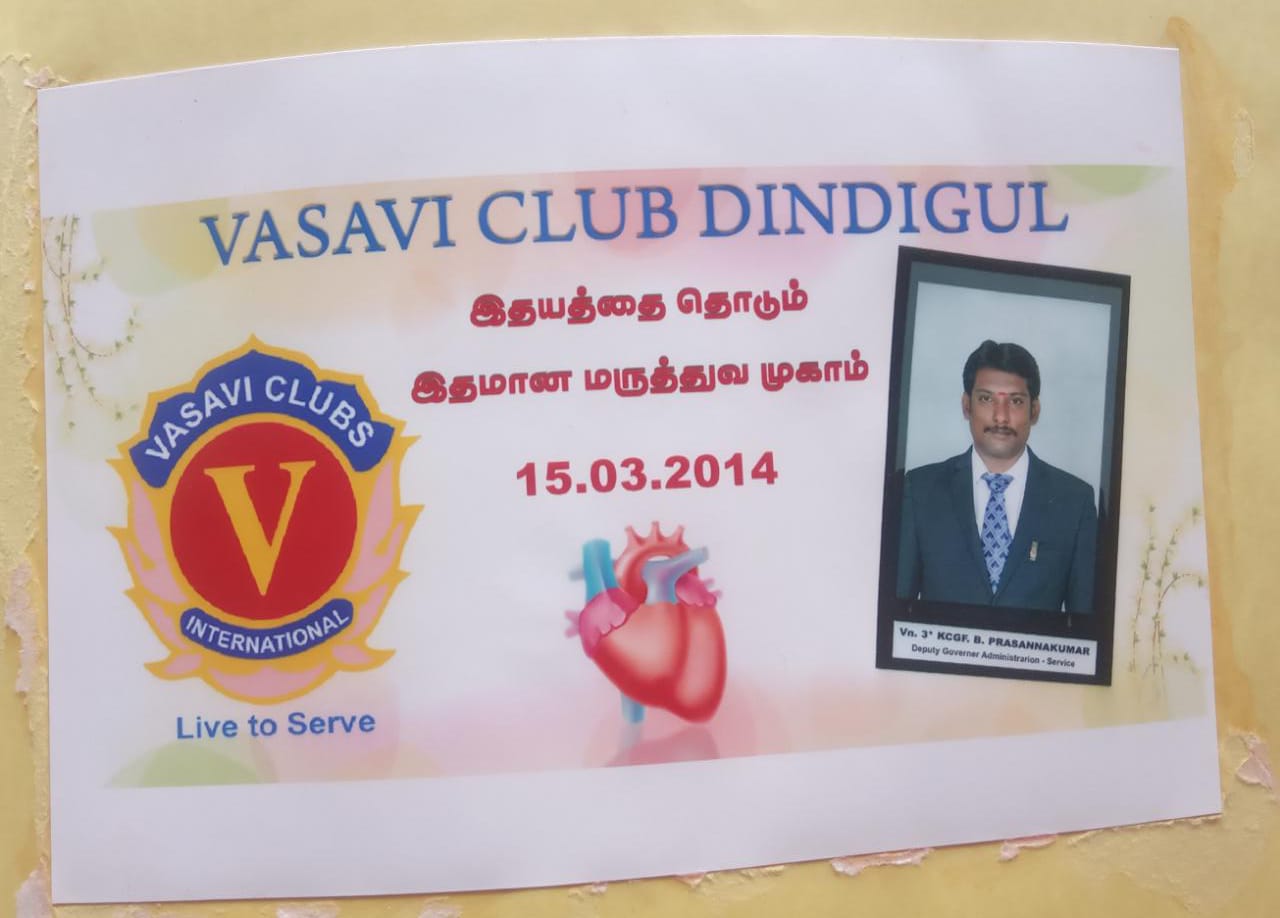 VASAVI CLUB DINDIGUL
இதயத்தை தொடும்
இதமான மருத்துவ முகாம்
15.03.2014
VASAVI CLUBS
V
INTERNATIONAL
Live to Serve
Vn. 3* KCGF. B. PRASANNAKUMAR
Deputy Governer Administrarion - Service